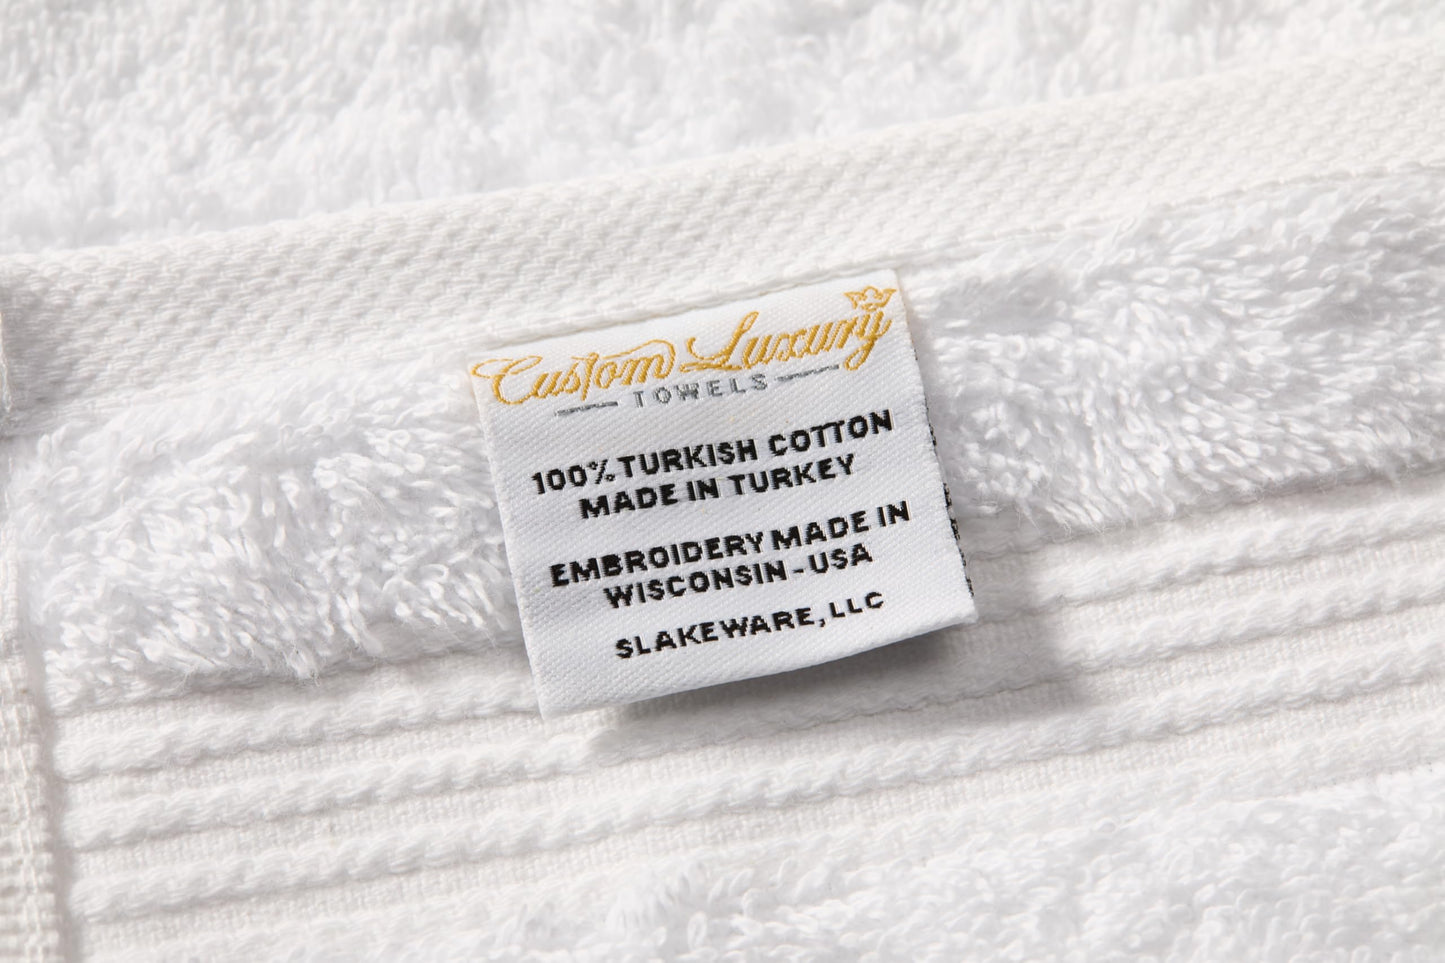 Custom Luxury
TOWELS
100% TURKISH COTTON
MADE IN TURKEY
EMBROIDERY MADE IN
WISCONSIN - USA
SLAKEWARE, LLC